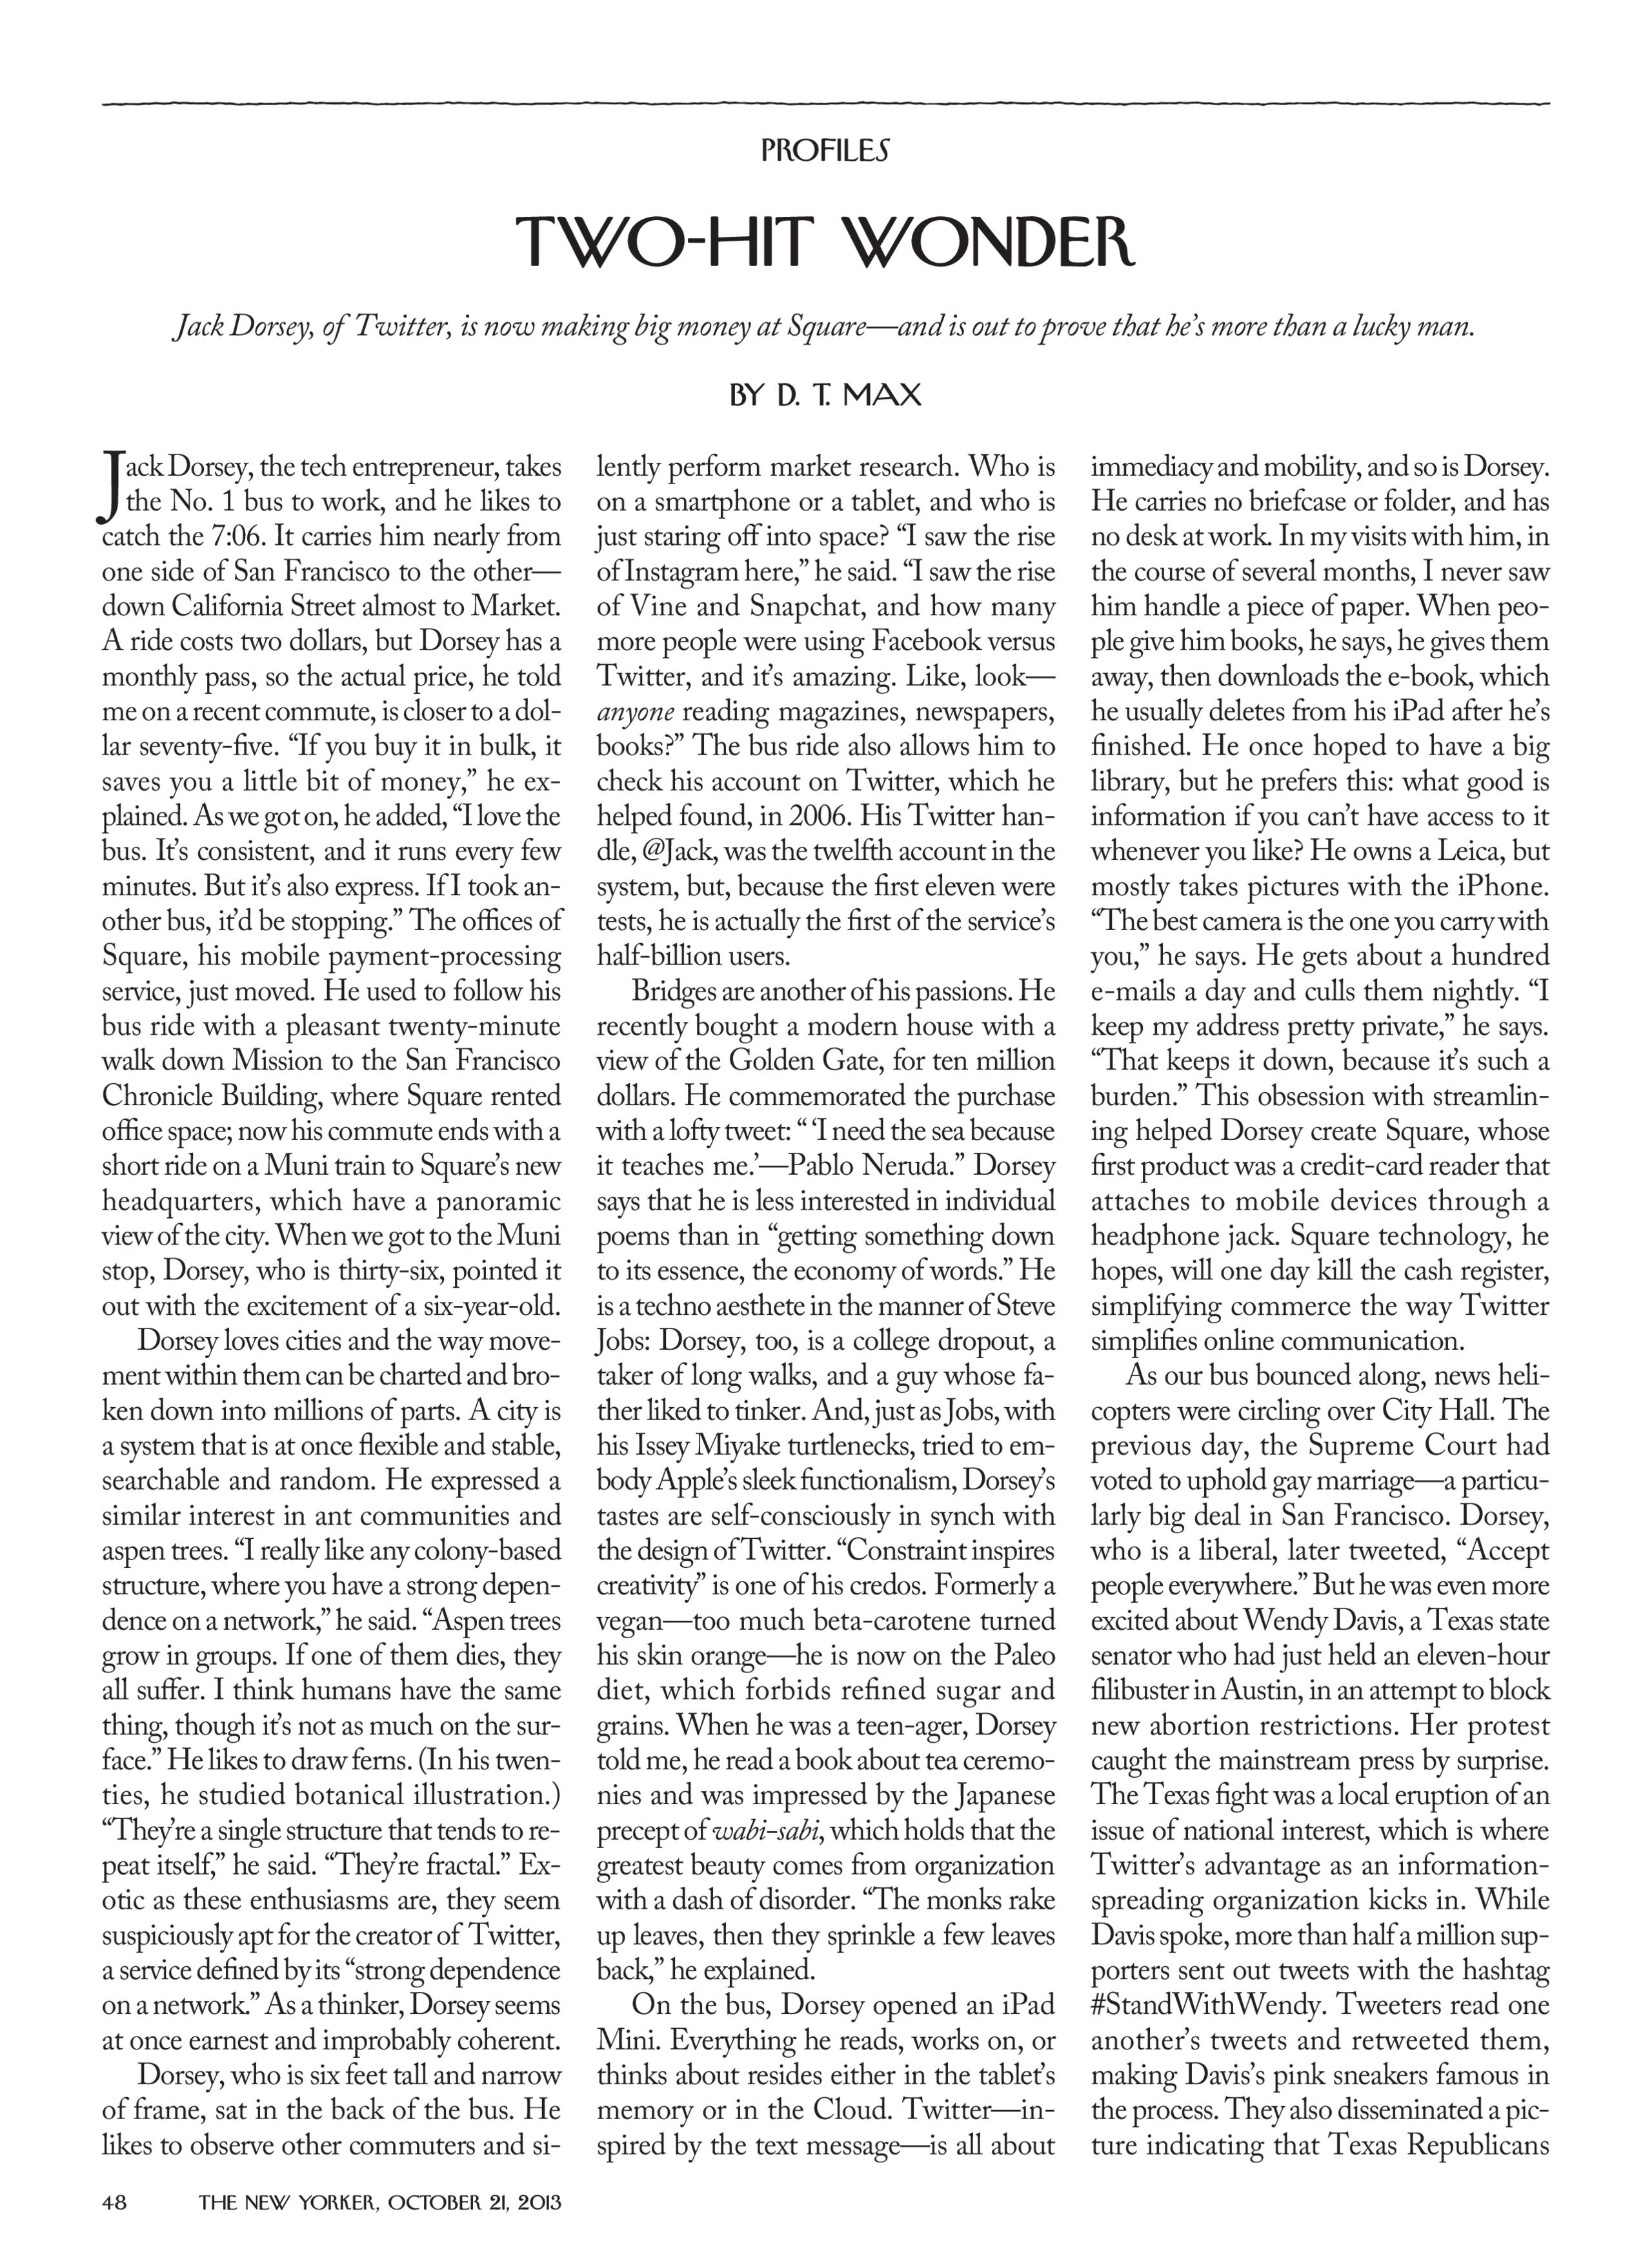 PROFILES
TWO-HIT WONDER
Jack Dorsey, of Twitter, is now making big money at Square—and is out to prove that he’s more than a lucky man.
BY D. T. MAX
Jack Dorsey, the tech entrepreneur, takes
the No. 1 bus to work, and he likes to
catch the 7:06. It carries him nearly from
one side of San Francisco to the other—
down California Street almost to Market.
A ride costs two dollars, but Dorsey has a
monthly pass, so the actual price, he told
me on a recent commute, is closer to a dol-
lar seventy-five. “If you buy it in bulk, it
saves you a little bit of money,” he ex-
plained. As we got on, he added, “I love the
bus. It’s consistent, and it runs every few
minutes. But it’s also express. If I took an-
other bus, it’d be stopping.” The offices of
Square, his mobile payment-processing
service, just moved. He used to follow his
bus ride with a pleasant twenty-minute
walk down Mission to the San Francisco
Chronicle Building, where Square rented
office space; now his commute ends with a
short ride on a Muni train to Square’s new
headquarters, which have a panoramic
view of the city. When we got to the Muni
stop, Dorsey, who is thirty-six, pointed it
out with the excitement of a six-year-old.
Dorsey loves cities and the way move-
ment within them can be charted and bro-
ken down into millions of parts. A city is
a system that is at once flexible and stable,
searchable and random. He expressed a
similar interest in ant communities and
aspen trees. “I really like any colony-based
structure, where you have a strong depen-
dence on a network,” he said. “Aspen trees
grow in groups. If one of them dies, they
all suffer. I think humans have the same
thing, though it’s not as much on the sur-
face.” He likes to draw ferns. (In his twen-
ties, he studied botanical illustration.)
“They’re a single structure that tends to re-
peat itself,” he said. “They’re fractal.” Ex-
otic as these enthusiasms are, they seem
suspiciously apt for the creator of Twitter,
a service defined by its “strong dependence
on a network.” As a thinker, Dorsey seems
at once earnest and improbably coherent.
Dorsey, who is six feet tall and narrow
of frame, sat in the back of the bus. He
likes to observe other commuters and si-
lently perform market research. Who is
on a smartphone or a tablet, and who is
just staring off into space? “I saw the rise
of Instagram here,” he said. “I saw the rise
of Vine and Snapchat, and how many
more people were using Facebook versus
Twitter, and it’s amazing. Like, look—
anyone reading magazines, newspapers,
books?” The bus ride also allows him to
check his account on Twitter, which he
helped found, in 2006. His Twitter han-
dle, @Jack, was the twelfth account in the
system, but, because the first eleven were
tests, he is actually the first of the service’s
half-billion users.
Bridges are another of his passions. He
recently bought a modern house with a
view of the Golden Gate, for ten million
dollars. He commemorated the purchase
with a lofty tweet: “ ‘I need the sea because
it teaches me.’—Pablo Neruda.” Dorsey
says that he is less interested in individual
poems than in “getting something down
to its essence, the economy of words.” He
is a techno aesthete in the manner of Steve
Jobs: Dorsey, too, is a college dropout, a
taker of long walks, and a guy whose fa-
ther liked to tinker. And, just as Jobs, with
his Issey Miyake turtlenecks, tried to em-
body Apple’s sleek functionalism, Dorsey’s
tastes are self-consciously in synch with
the design of Twitter. “Constraint inspires
creativity” is one of his credos. Formerly a
vegan—too much beta-carotene turned
his skin orange—he is now on the Paleo
diet, which forbids refined sugar and
grains. When he was a teen-ager, Dorsey
told me, he read a book about tea ceremo-
nies and was impressed by the Japanese
precept of wabi-sabi, which holds that the
greatest beauty comes from organization
with a dash of disorder. “The monks rake
up leaves, then they sprinkle a few leaves
back,” he explained.
On the bus, Dorsey opened an iPad
Mini. Everything he reads, works on, or
thinks about resides either in the tablet’s
memory or in the Cloud. Twitter—in-
spired by the text message—is all about
immediacy and mobility, and so is Dorsey.
He carries no briefcase or folder, and has
no desk at work. In my visits with him, in
the course of several months, I never saw
him handle a piece of paper. When peo-
ple give him books, he says, he gives them
away, then downloads the e-book, which
he usually deletes from his iPad after he’s
finished. He once hoped to have a big
library, but he prefers this: what good is
information if you can’t have access to it
whenever you like? He owns a Leica, but
mostly takes pictures with the iPhone.
“The best camera is the one you carry with
you,” he says. He gets about a hundred
e-mails a day and culls them nightly. “I
keep my address pretty private,” he says.
“That keeps it down, because it’s such a
burden.” This obsession with streamlin-
ing helped Dorsey create Square, whose
first product was a credit-card reader that
attaches to mobile devices through a
headphone jack. Square technology, he
hopes, will one day kill the cash register,
simplifying commerce the way Twitter
simplifies online communication.
As our bus bounced along, news heli-
copters were circling over City Hall. The
previous day, the Supreme Court had
voted to uphold gay marriage—a particu-
larly big deal in San Francisco. Dorsey,
who is a liberal, later tweeted, “Accept
people everywhere.” But he was even more
excited about Wendy Davis, a Texas state
senator who had just held an eleven-hour
filibuster in Austin, in an attempt to block
new abortion restrictions. Her protest
caught the mainstream press by surprise.
The Texas fight was a local eruption of an
issue of national interest, which is where
Twitter’s advantage as an information-
spreading organization kicks in. While
Davis spoke, more than half a million sup-
porters sent out tweets with the hashtag
#StandWithWendy. Tweeters read one
another’s tweets and retweeted them,
making Davis’s pink sneakers famous in
the process. They also disseminated a pic-
ture indicating that Texas Republicans
48 THE NEW YORKER, OCTOBER 21, 2013